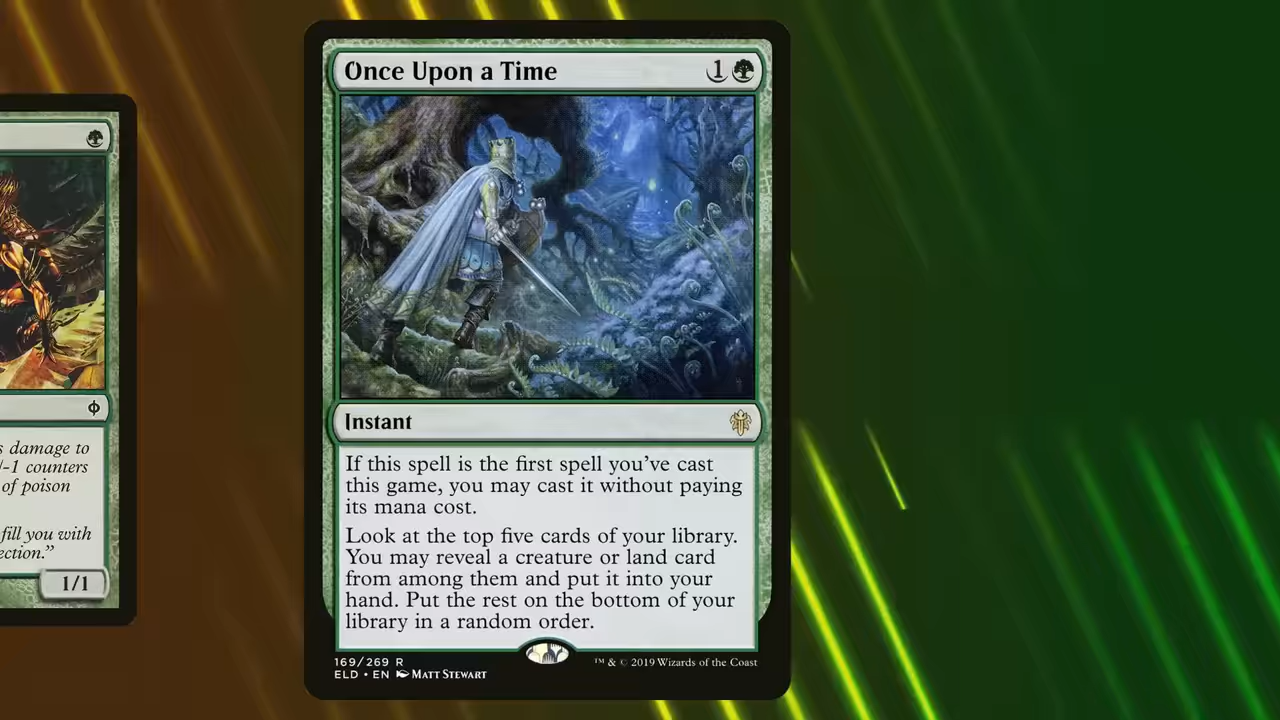 s damage to
/-1 counters
of poison
fill you with
ection.”
1/1
Once Upon a Time
1
Instant
If this spell is the first spell you’ve cast
this game, you may cast it without paying
its mana cost.
Look at the top five cards of your library.
You may reveal a creature or land card
from among them and put it into your
hand. Put the rest on the bottom of your
library in a random order.
169/269 R
ELD • EN MATT STEWART
™ & © 2019 Wizards of the Coast